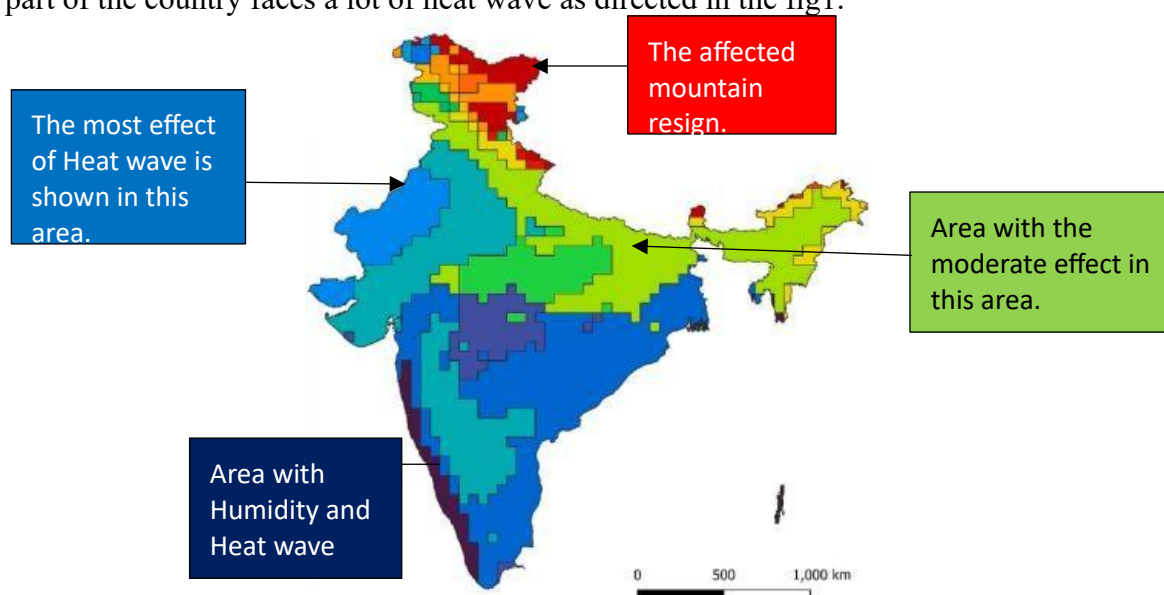 part of the country faces a lot of heat wave as directed in the fig1.
The affected
mountain
resign.
The most effect
of Heat wave is
shown in this
area.
Area with the
moderate effect in
this area.
Area with
Humidity and
Heat wave
0 500 1,000 km